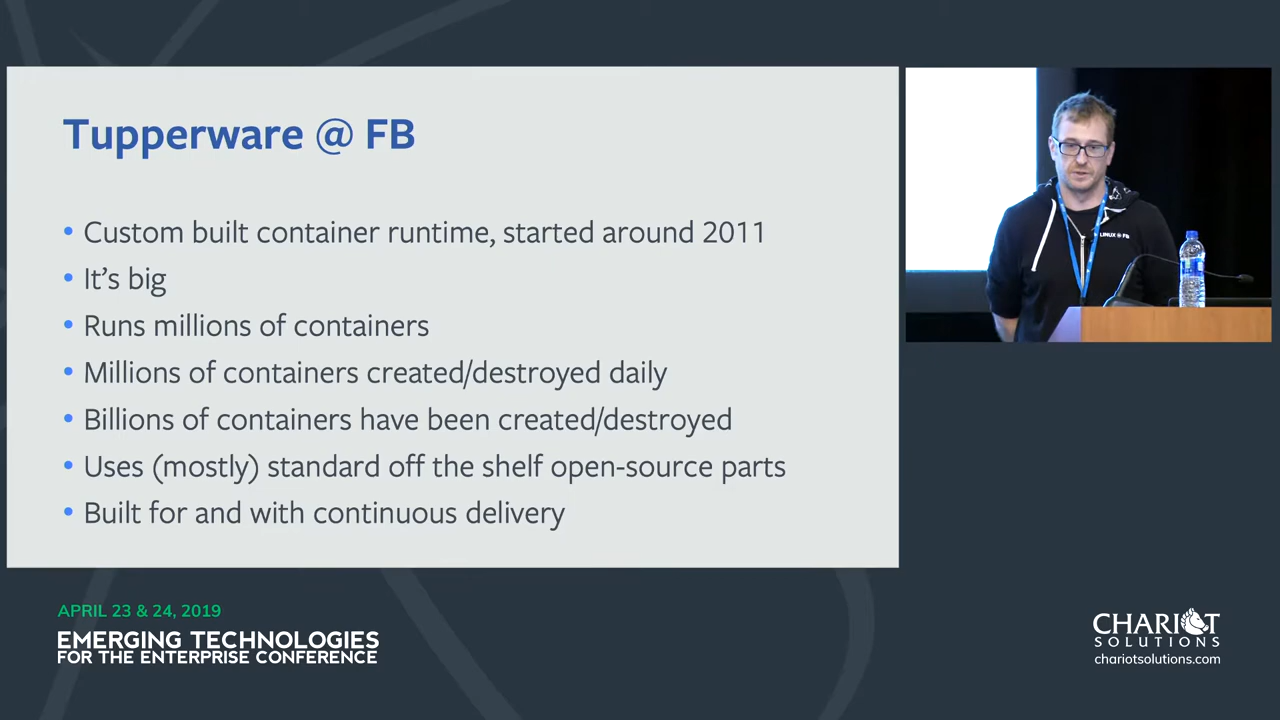 Tupperware @ FB
• Custom built container runtime, started around 2011
• It’s big
• Runs millions of containers
• Millions of containers created/destroyed daily
• Billions of containers have been created/destroyed
• Uses (mostly) standard off the shelf open-source parts
• Built for and with continuous delivery
LINUX @ FB
APRIL 23 & 24, 2019
EMERGING TECHNOLOGIES
FOR THE ENTERPRISE CONFERENCE
CHARIOT
SOLUTIONS
chariotsolutions.com